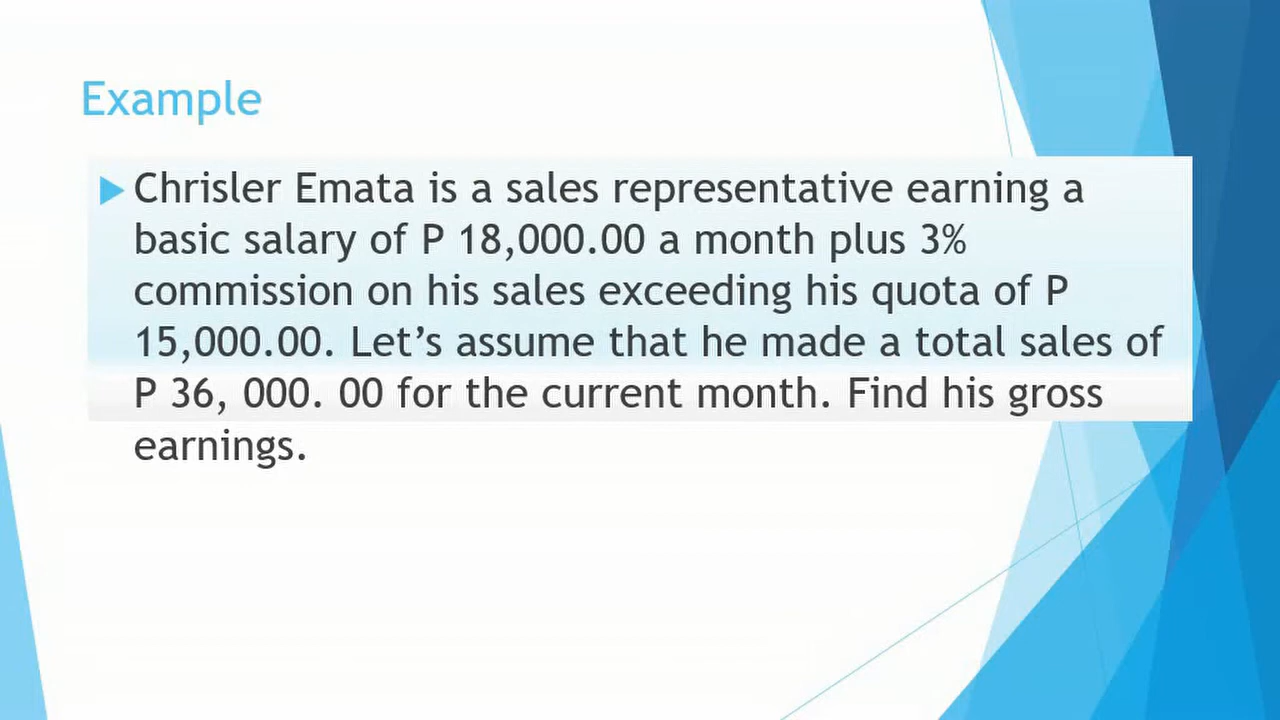 Example
Chrisler Emata is a sales representative earning a
basic salary of P 18,000.00 a month plus 3%
commission on his sales exceeding his quota of P
15,000.00. Let’s assume that he made a total sales of
P 36, 000. 00 for the current month. Find his gross
earnings.